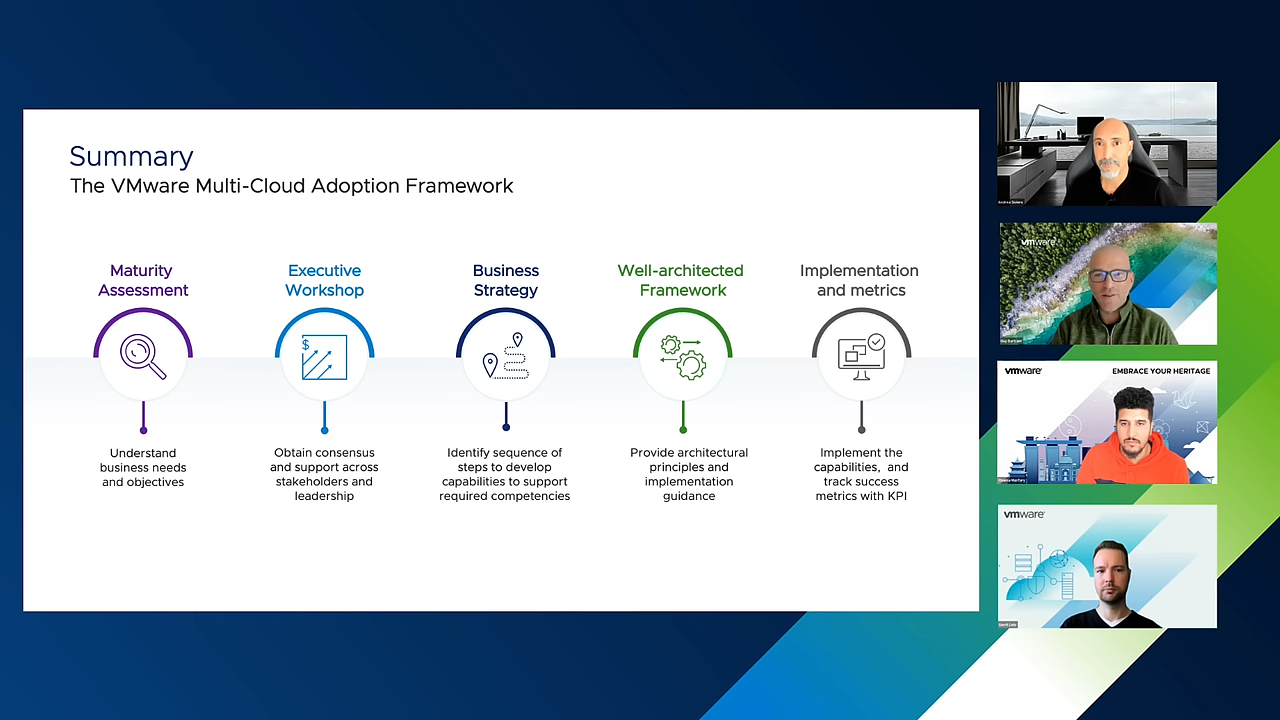 Summary
The VMware Multi-Cloud Adoption Framework
Maturity
Assessment
Executive
Workshop
Business
Strategy
Well-architected
Framework
Implementation
and metrics
$
Understand
business needs
and objectives
Obtain consensus
and support across
stakeholders and
leadership
Identify sequence of
steps to develop
capabilities to support
required competencies
Provide architectural
principles and
implementation
guidance
Implement the
capabilities, and
track success
metrics with KPI
vmware
Guy Bartram
vmware
EMBRACE YOUR HERITAGE
vmware